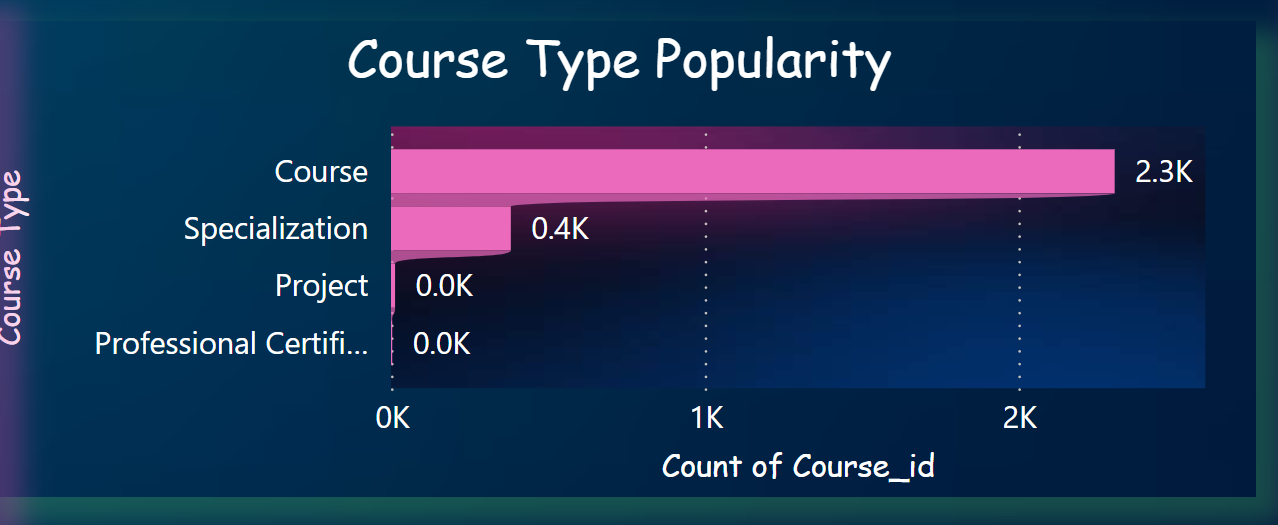 Course Type Popularity
Course Type
Course 2.3K
Specialization 0.4K
Project 0.0K
Professional Certifi... 0.0K
0K 1K 2K
Count of Course_id